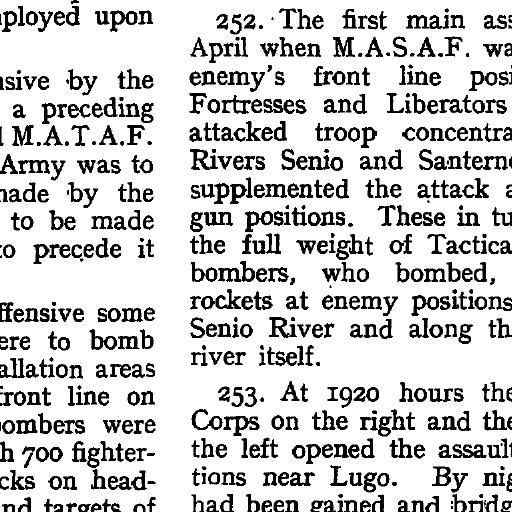 ployed upon
nsive by the
a preceding
M.A.T.A.F.
Army was to
made by the
to be made
to precede it
ffensive some
ere to bomb
allation areas
front line on
bombers were
h 700 fighter-
cks on head-
nd targets of
252. The first main ass
April when M.A.S.A.F. wa
enemy's front line posi
Fortresses and Liberators
attacked troop concentra
Rivers Senio and Santerno
supplemented the attack a
gun positions. These in tu
the full weight of Tactica
bombers, who bombed,
rockets at enemy positions
Senio River and along th
river itself.
253. At 1920 hours the
Corps on the right and the
the left opened the assault
tions near Lugo. By nig
had been gained and bridg